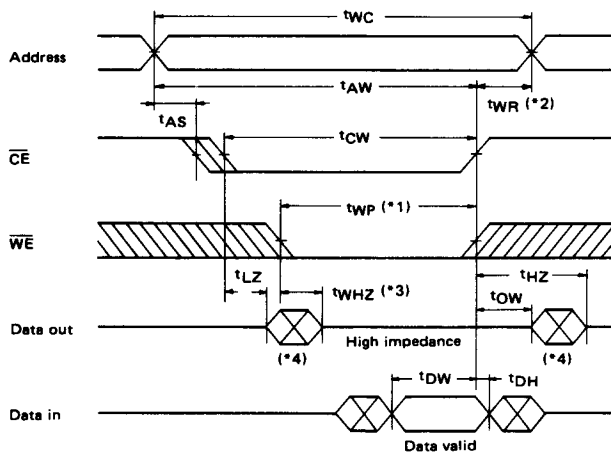 tWC
Address
tAW
tWR (*2)
tAS
tCW
CE
tWP (*1)
WE
tLZ
tWHZ (*3)
tHZ
tOW
Data out
(*4)
High impedance
(*4)
tDW
tDH
Data in
Data valid